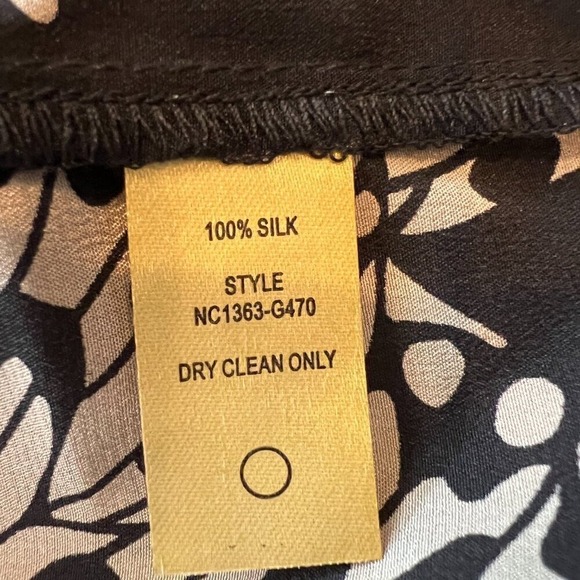 100% SILK
STYLE
NC1363-G470
DRY CLEAN ONLY